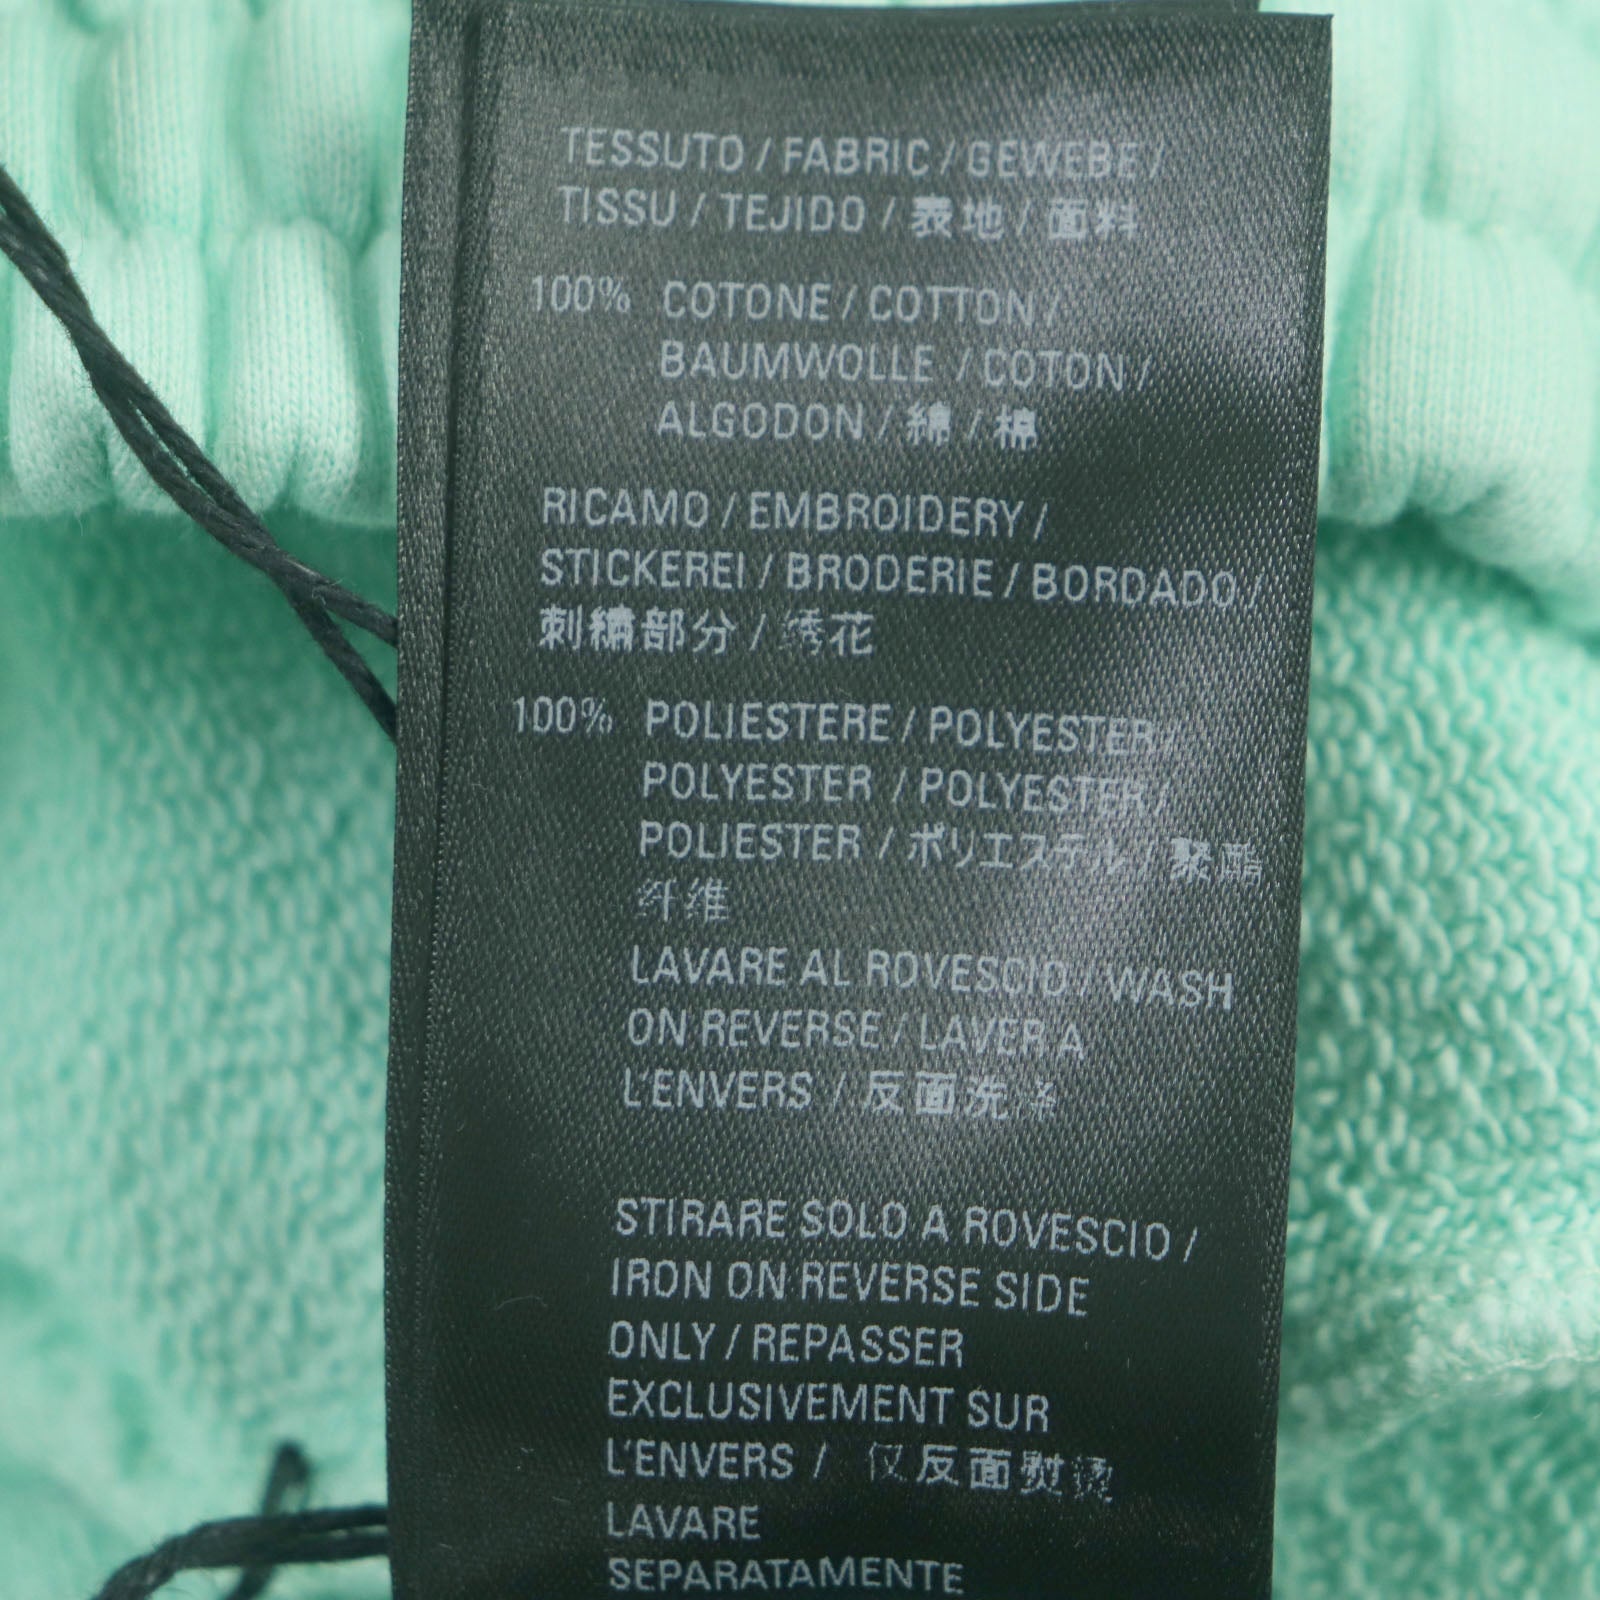 TESSUTO / FABRIC / GEWEBE /
TISSU / TEJIDO / 表地 / 面料
100% COTONE / COTTON /
BAUMWOLLE / COTON /
ALGODON / 綿 / 棉
RICAMO / EMBROIDERY /
STICKEREI / BRODERIE / BORDADO /
刺繍部分 / 绣花
100% POLIESTERE / POLYESTER /
POLYESTER / POLYESTER /
POLIESTER / ポリエステル / 聚酯
纤维
LAVARE AL ROVESCIO / WASH
ON REVERSE / LAVER A
L'ENVERS / 反面洗涤
STIRARE SOLO A ROVESCIO /
IRON ON REVERSE SIDE
ONLY / REPASSER
EXCLUSIVEMENT SUR
L'ENVERS / 仅反面熨烫
LAVARE
SEPARATAMENTE